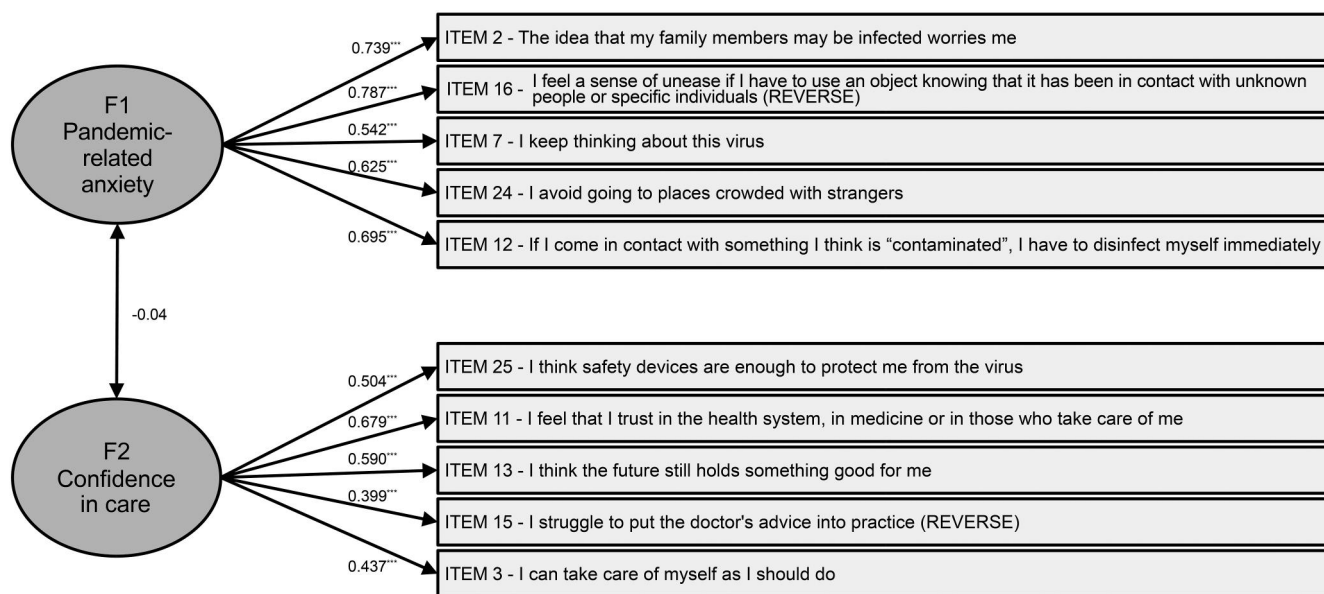 F1
Pandemic-
related
anxiety
0.739***
0.787***
0.542***
0.625***
0.695***
ITEM 2 - The idea that my family members may be infected worries me
ITEM 16 - I feel a sense of unease if I have to use an object knowing that it has been in contact with unknown
people or specific individuals (REVERSE)
ITEM 7 - I keep thinking about this virus
ITEM 24 - I avoid going to places crowded with strangers
ITEM 12 - If I come in contact with something I think is “contaminated”, I have to disinfect myself immediately
-0.04
F2
Confidence
in care
0.504***
0.679***
0.590***
0.399***
0.437***
ITEM 25 - I think safety devices are enough to protect me from the virus
ITEM 11 - I feel that I trust in the health system, in medicine or in those who take care of me
ITEM 13 - I think the future still holds something good for me
ITEM 15 - I struggle to put the doctor's advice into practice (REVERSE)
ITEM 3 - I can take care of myself as I should do